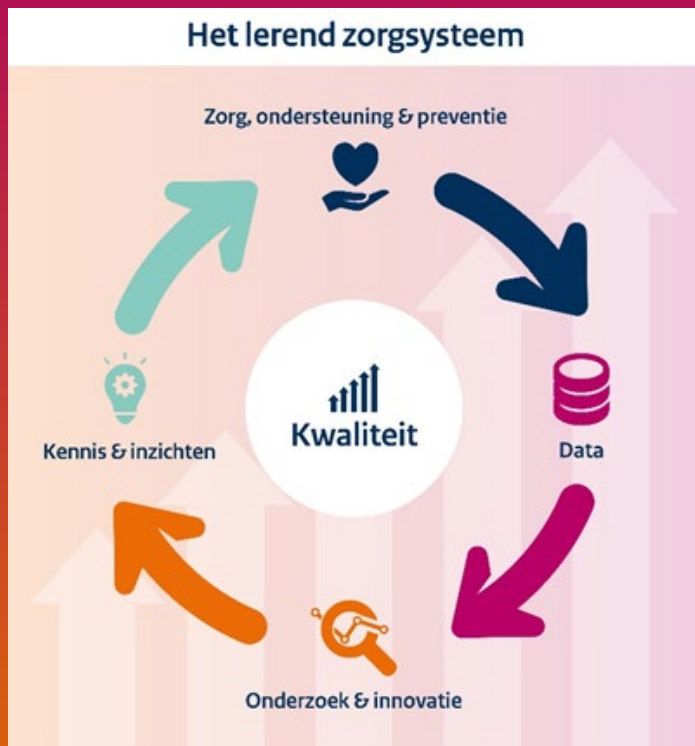 Het lerend zorgsysteem
Zorg, ondersteuning & preventie
Kwaliteit
Kennis & inzichten
Data
Onderzoek & innovatie